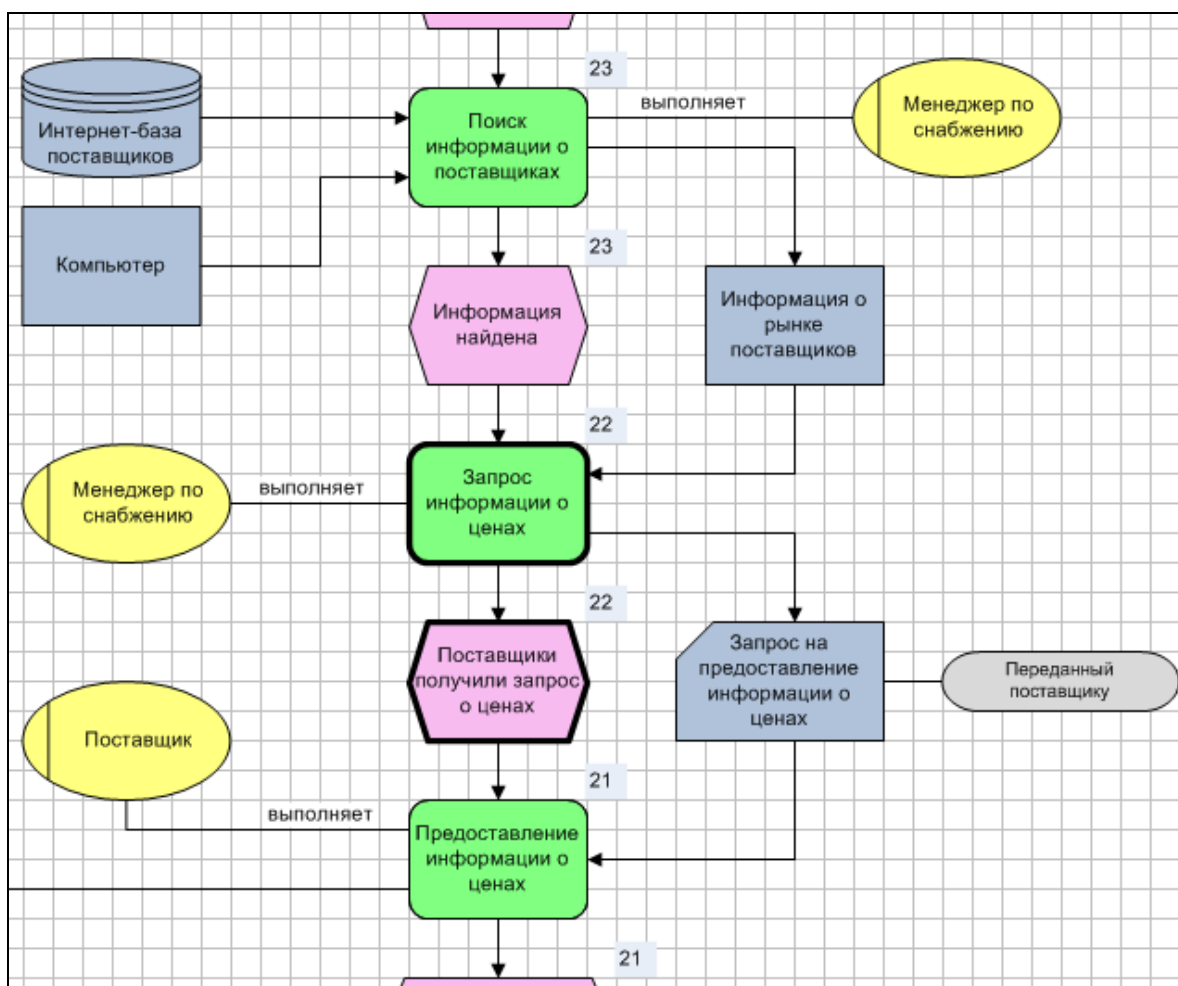 23
Интернет-база
поставщиков
Поиск
информации о
поставщиках
выполняет
Менеджер по
снабжению
Компьютер
23
Информация
найдена
Информация о
рынке
поставщиков
22
Менеджер по
снабжению
выполняет
Запрос
информации о
ценах
22
Поставщики
получили запрос
о ценах
Запрос на
предоставление
информации о
ценах
Переданный
поставщику
Поставщик
21
выполняет
Предоставление
информации о
ценах
21